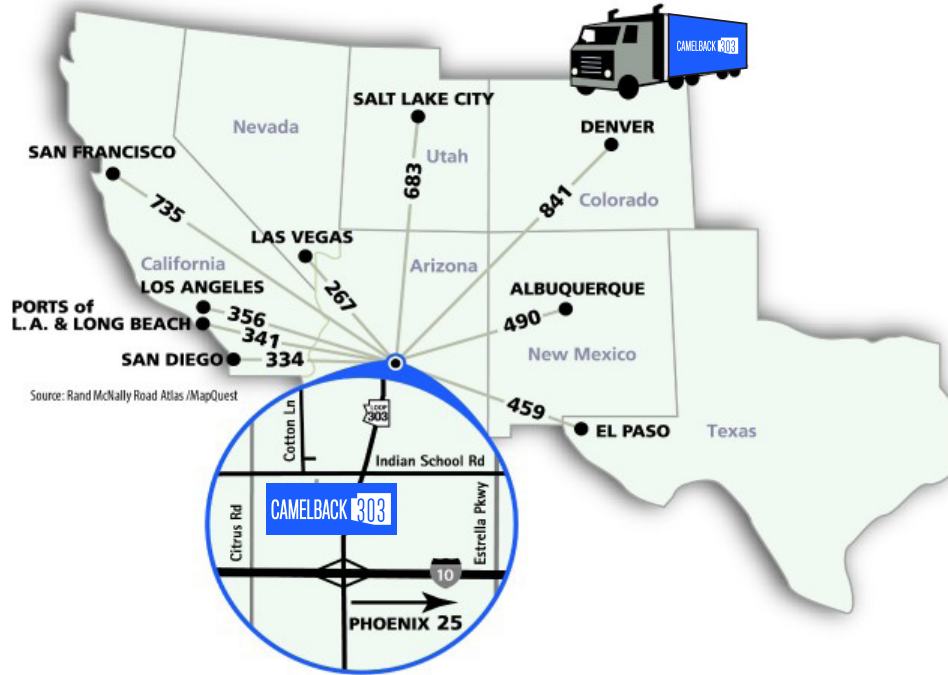 CAMELBACK 303
SALT LAKE CITY
DENVER
Nevada
SAN FRANCISCO
Utah
683
841
Colorado
735
LAS VEGAS
California
Arizona
267
LOS ANGELES
ALBUQUERQUE
PORTS of
L.A. & LONG BEACH
356
341
490
SAN DIEGO
334
New Mexico
Source: Rand McNally Road Atlas /MapQuest
459
EL PASO
Texas
Cotton Ln
LOOP
303
Indian School Rd
CAMELBACK 303
Citrus Rd
Estrella Pkwy
10
PHOENIX 25